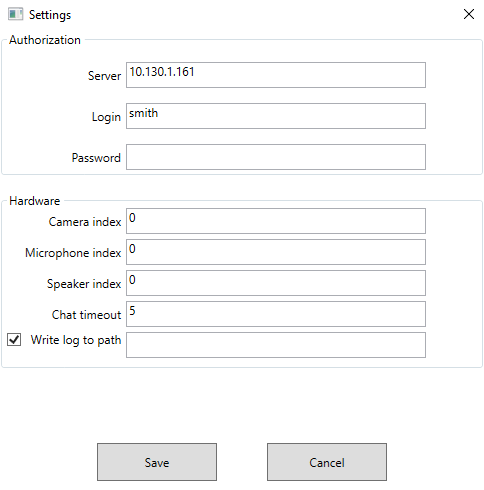 Settings
Authorization
Server 10.130.1.161
Login smith
Password
Hardware
Camera index 0
Microphone index 0
Speaker index 0
Chat timeout 5
Write log to path
Save Cancel